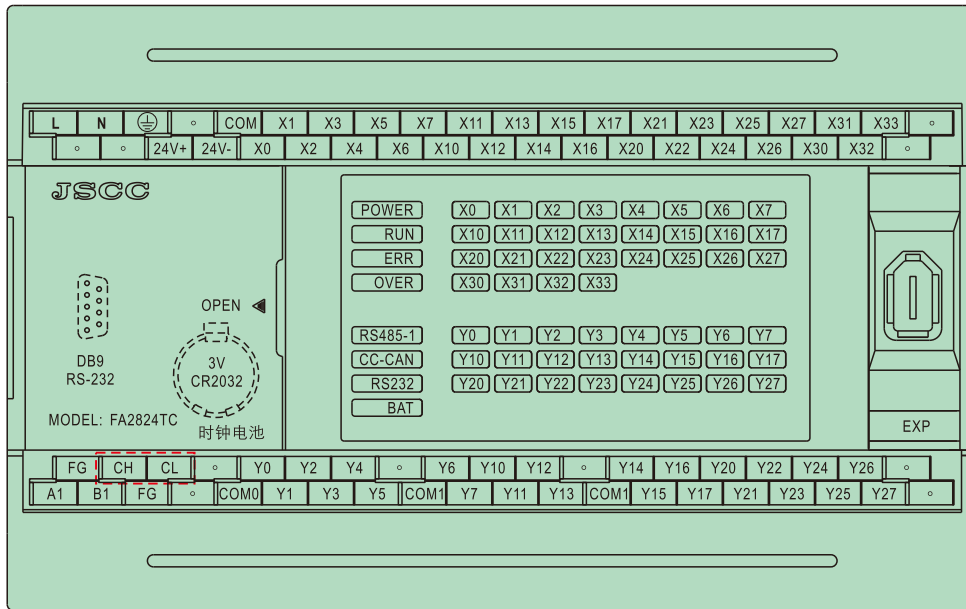 L N COM X1 X3 X5 X7 X11 X13 X15 X17 X21 X23 X25 X27 X31 X33
24V+ 24V- X0 X2 X4 X6 X10 X12 X14 X16 X20 X22 X24 X26 X30 X32
JSCC
POWER X0 X1 X2 X3 X4 X5 X6 X7
RUN X10 X11 X12 X13 X14 X15 X16 X17
ERR X20 X21 X22 X23 X24 X25 X26 X27
OVER X30 X31 X32 X33
OPEN
RS485-1 Y0 Y1 Y2 Y3 Y4 Y5 Y6 Y7
CC-CAN Y10 Y11 Y12 Y13 Y14 Y15 Y16 Y17
RS232 Y20 Y21 Y22 Y23 Y24 Y25 Y26 Y27
BAT
DB9
RS-232
3V
CR2032
MODEL: FA2824TC
时钟电池
EXP
FG CH CL Y0 Y2 Y4 Y6 Y10 Y12 Y14 Y16 Y20 Y22 Y24 Y26
A1 B1 FG COM0 Y1 Y3 Y5 COM1 Y7 Y11 Y13 COM1 Y15 Y17 Y21 Y23 Y25 Y27